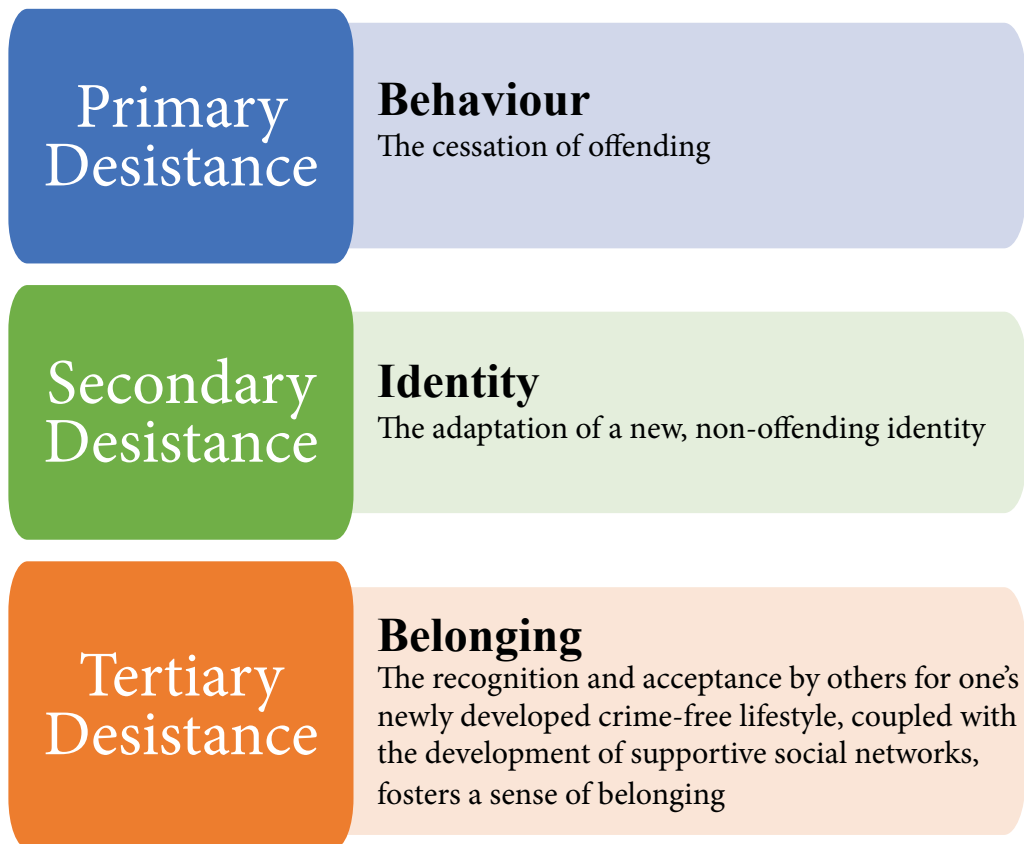 Primary
Desistance
Behaviour
The cessation of offending
Secondary
Desistance
Identity
The adaptation of a new, non-offending identity
Tertiary
Desistance
Belonging
The recognition and acceptance by others for one’s
newly developed crime-free lifestyle, coupled with
the development of supportive social networks,
fosters a sense of belonging